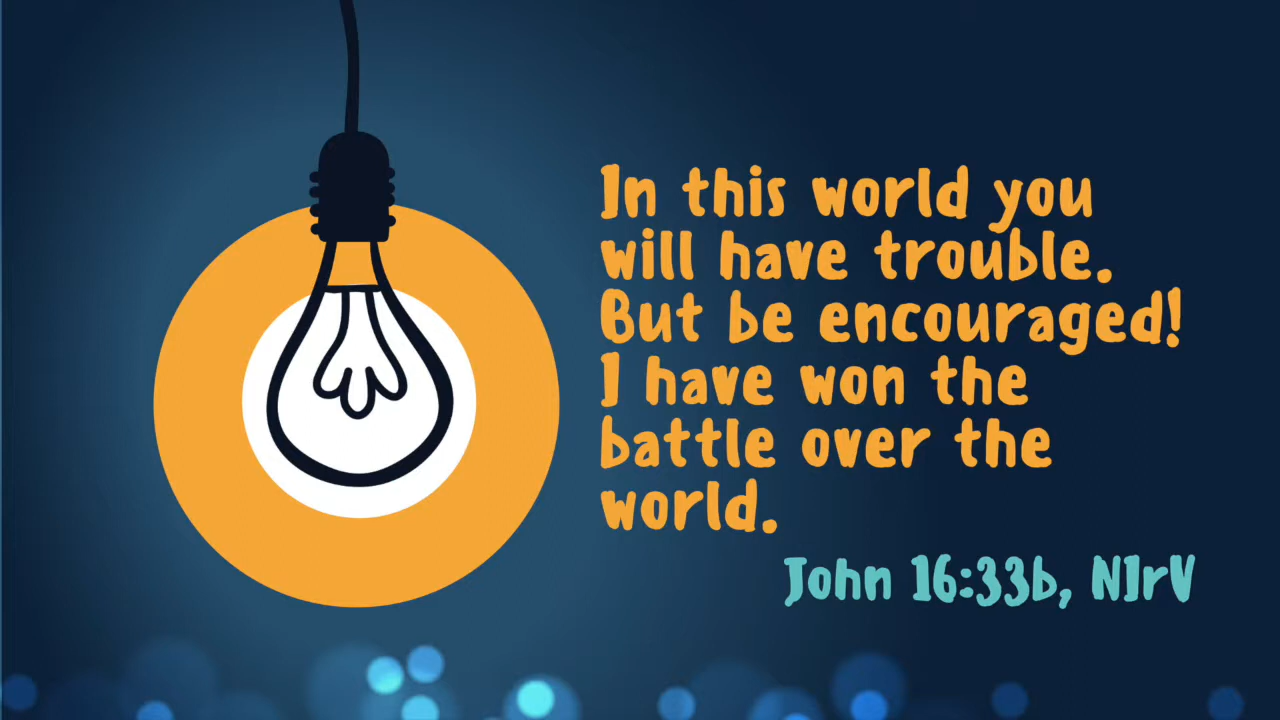 In this world you
will have trouble.
But be encouraged!
I have won the
battle over the
world.
John 16:33b, NIrV